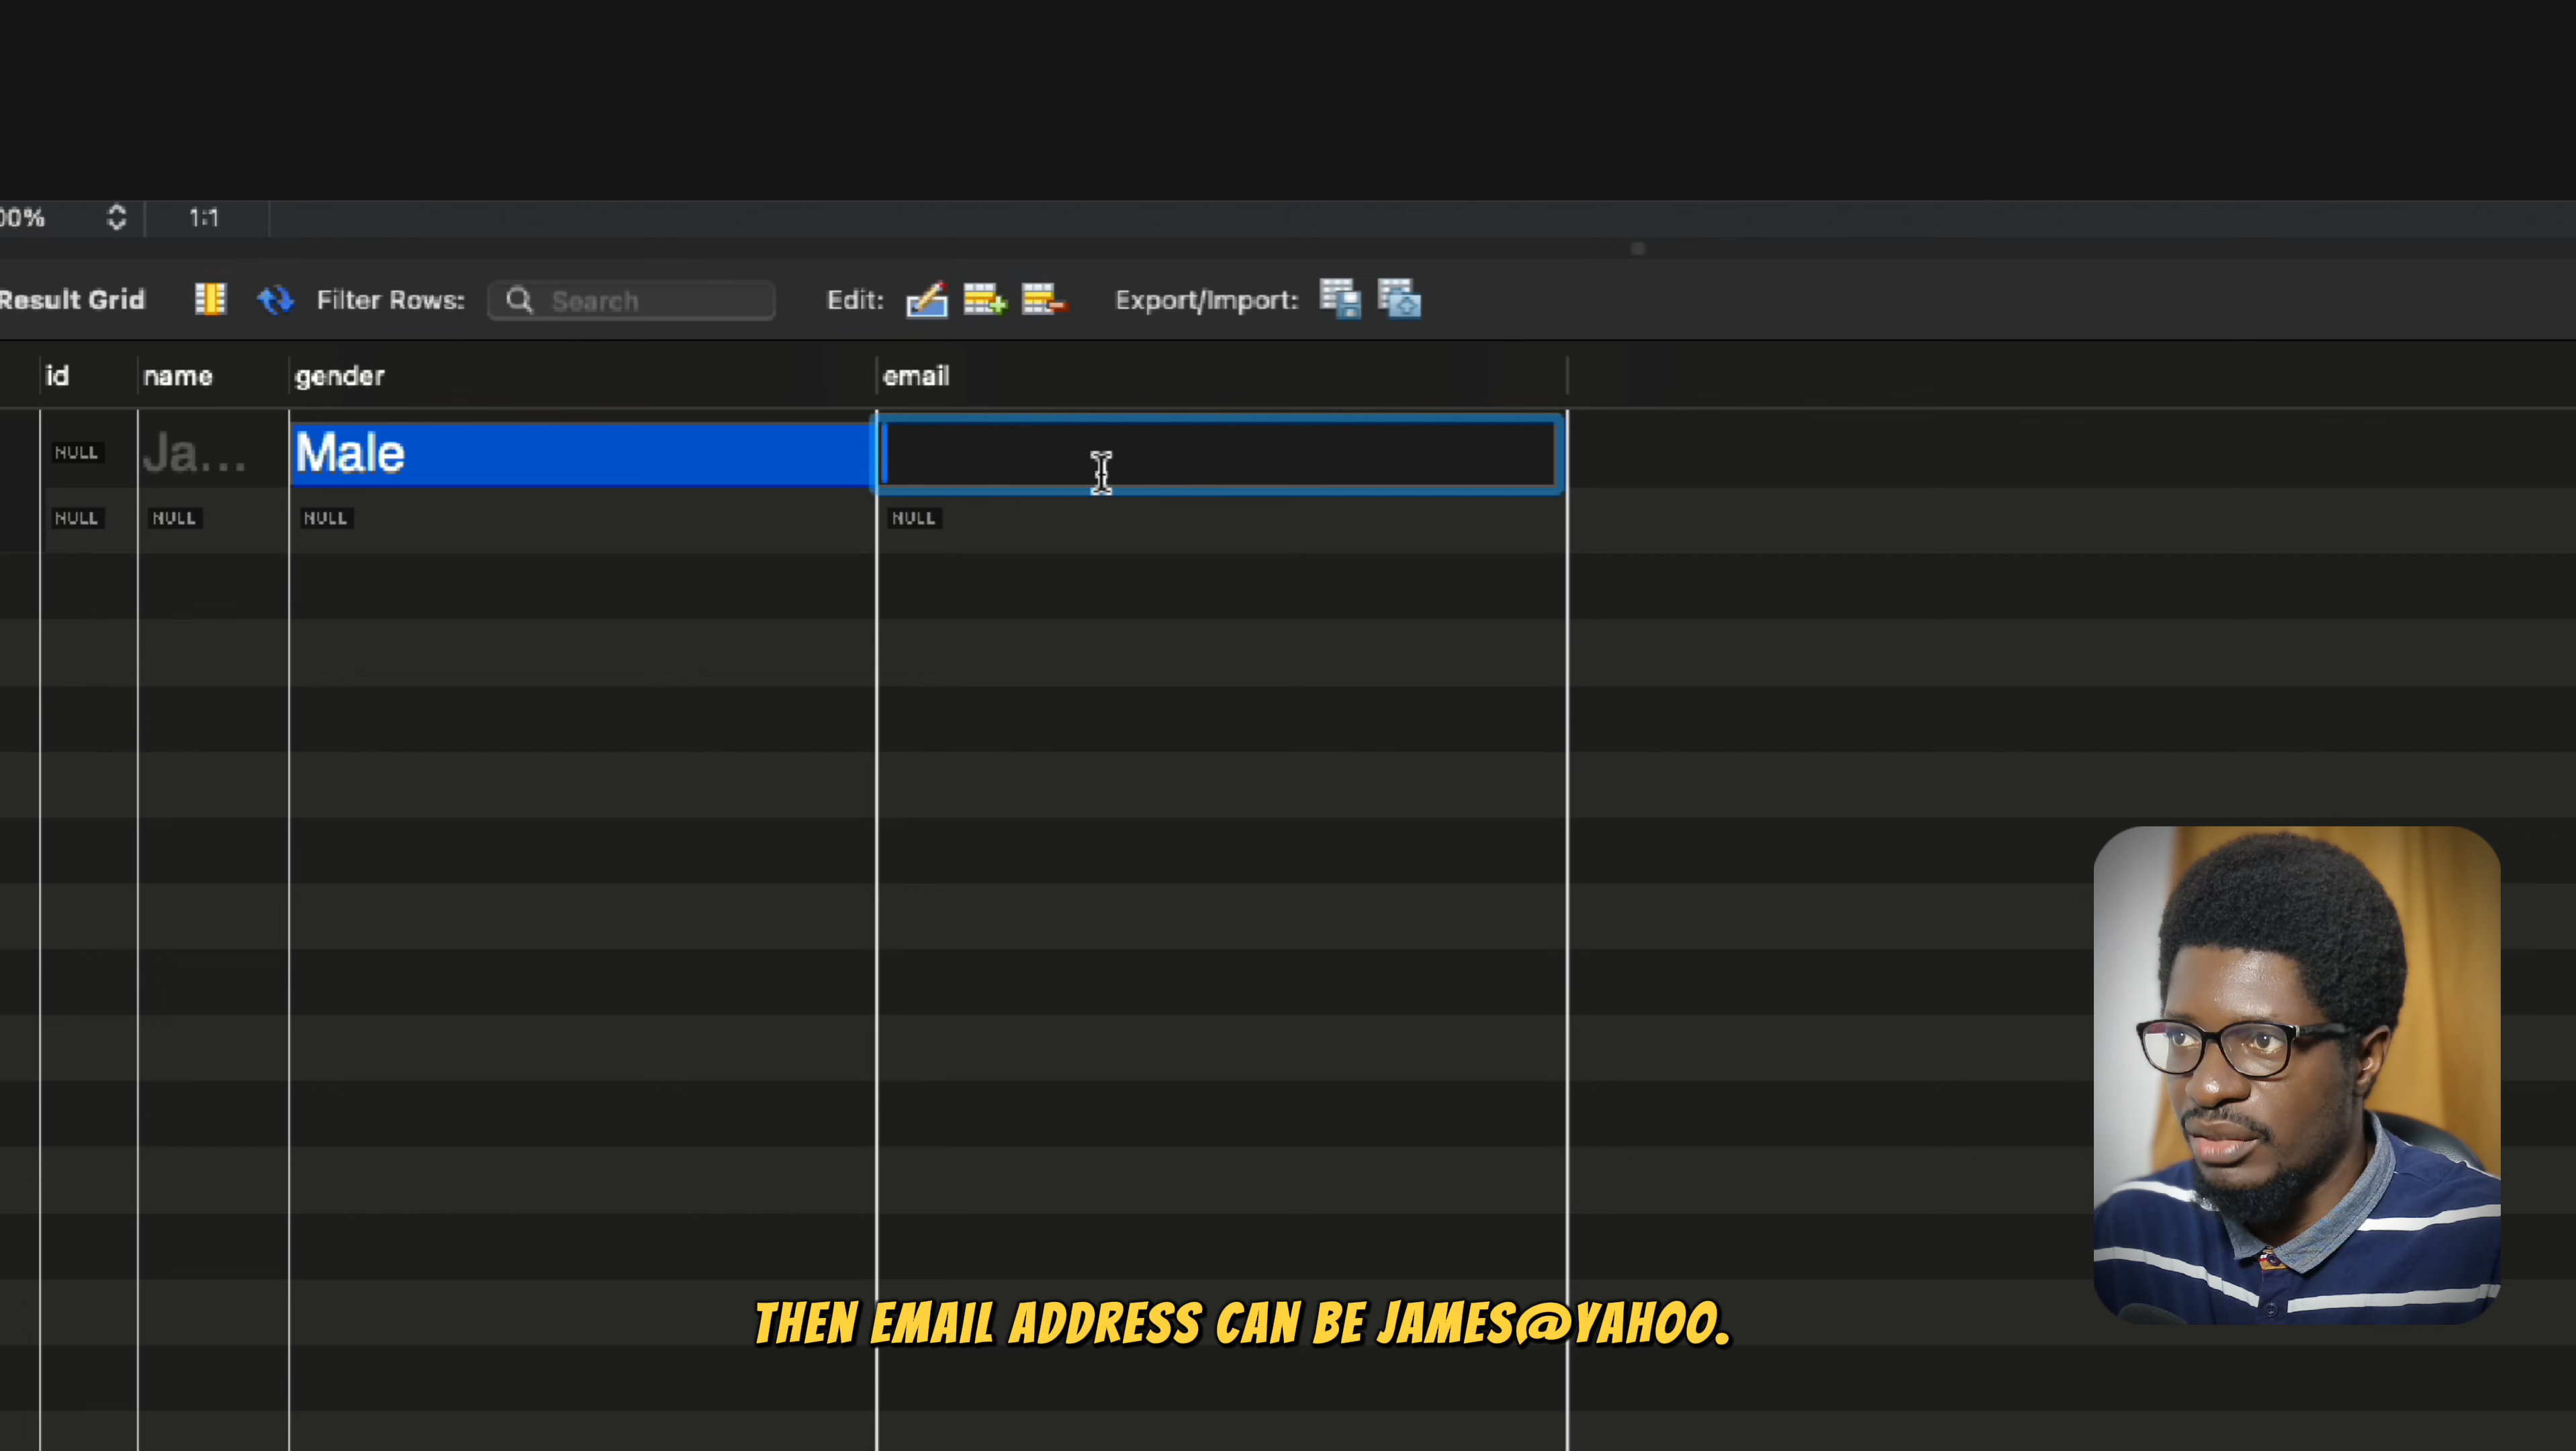 00% 1:1
Result Grid Filter Rows: Search Edit: Export/Import:
id name gender email
NULL Ja... Male
NULL NULL NULL NULL
THEN EMAIL ADDRESS CAN BE JAMES@YAHOO.